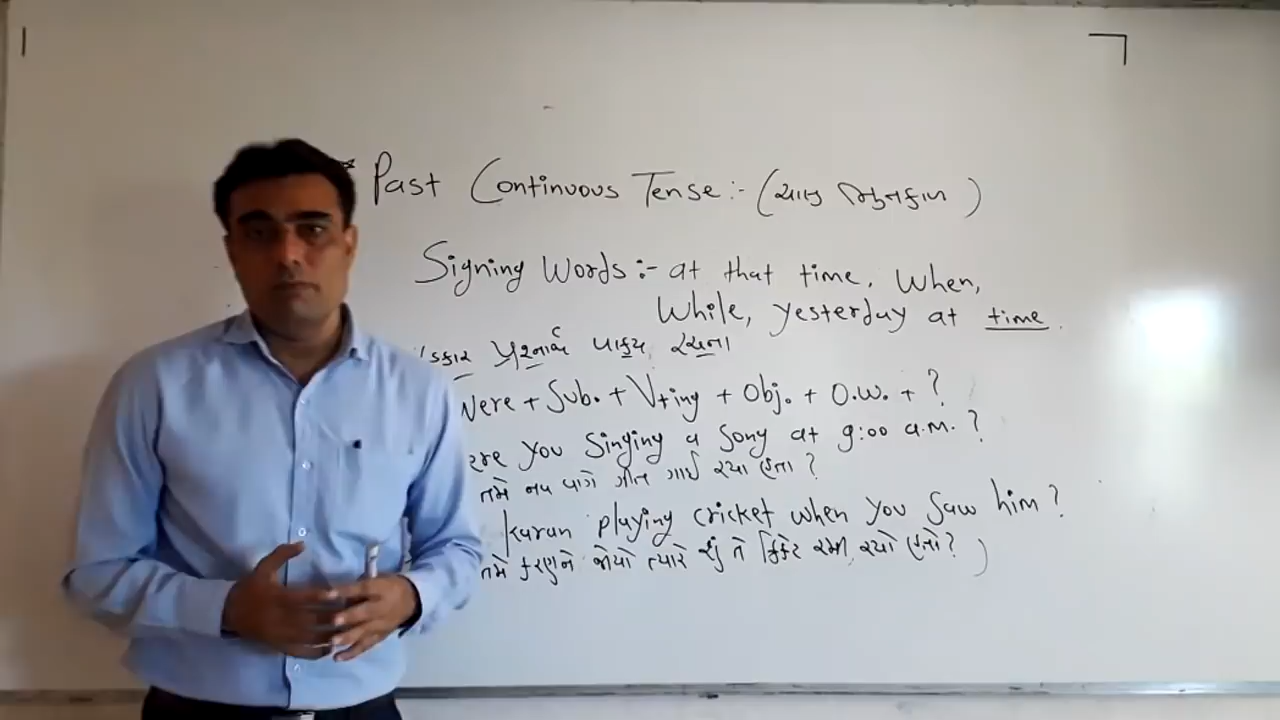 * Past Continuous Tense :- (ચાલુ ભૂતકાળ )
Signing Words :- at that time, When,
While, yesterday at time.
પ્રશ્નાર્થ વાક્ય રચના
Were + Sub. + V+ing + Obj. + O.W. + ?
ere you Singing a Song at 9:00 a.m. ?
તમે નવ વાગે ગીત ગાઈ રહ્યા હતા ?
Karan playing cricket when you saw him ?
તમે કરણને જોયો ત્યારે શું તે ક્રિકેટ રમી રહ્યો હતો ? )